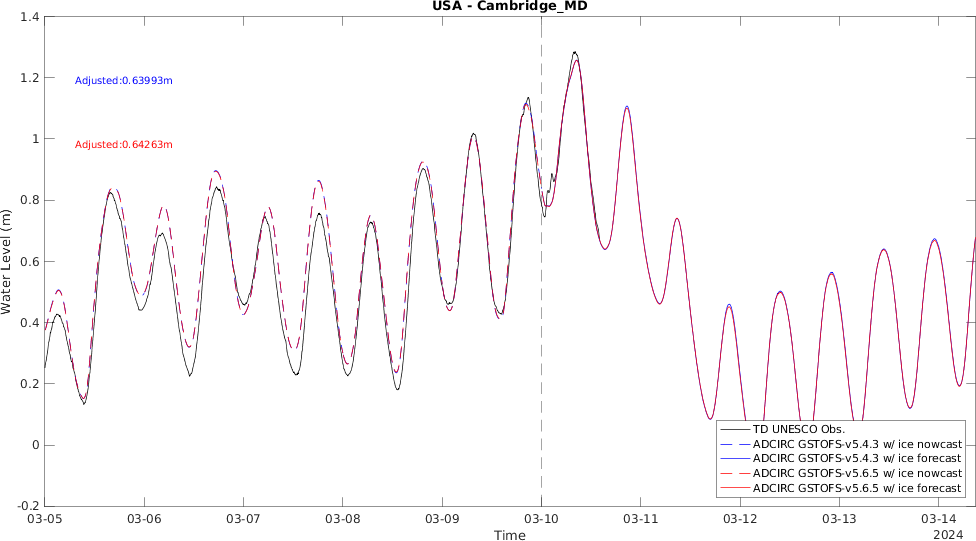 USA - Cambridge_MD
1.4
1.2
1
0.8
0.6
0.4
0.2
0
-0.2
Water Level (m)
Adjusted:0.63993m
Adjusted:0.64263m
TD UNESCO Obs.
ADCIRC GSTOFS-v5.4.3 w/ ice nowcast
ADCIRC GSTOFS-v5.4.3 w/ ice forecast
ADCIRC GSTOFS-v5.6.5 w/ ice nowcast
ADCIRC GSTOFS-v5.6.5 w/ ice forecast
03-05 03-06 03-07 03-08 03-09 03-10 03-11 03-12 03-13 03-14
Time
2024